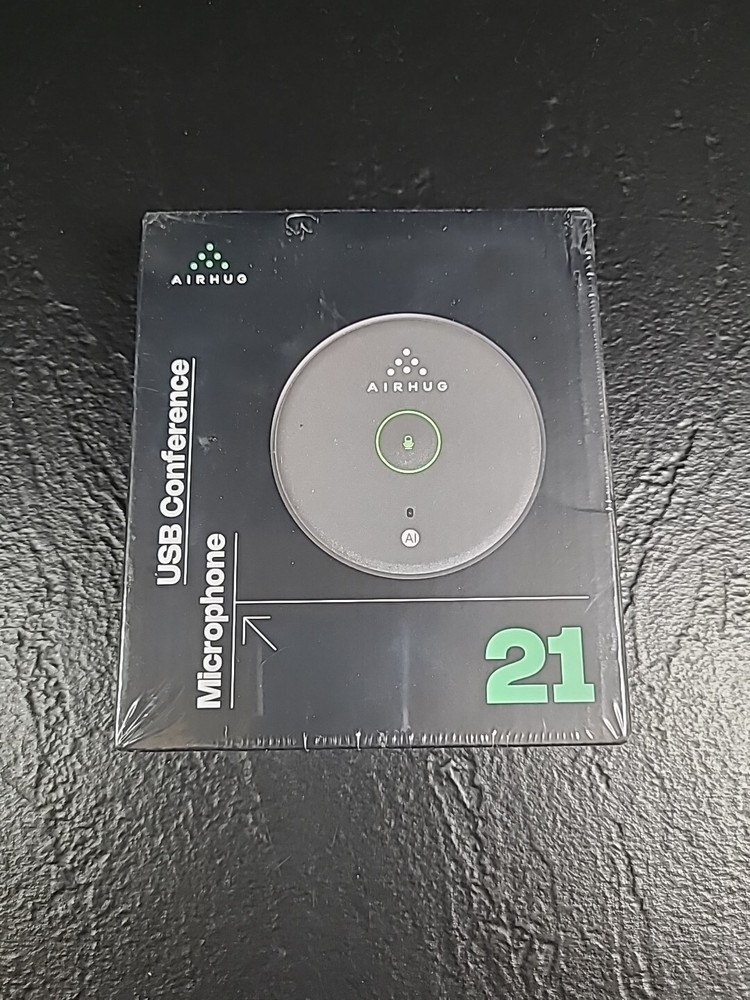 AIRHUG
AIRHUG
AI
USB Conference
Microphone
21